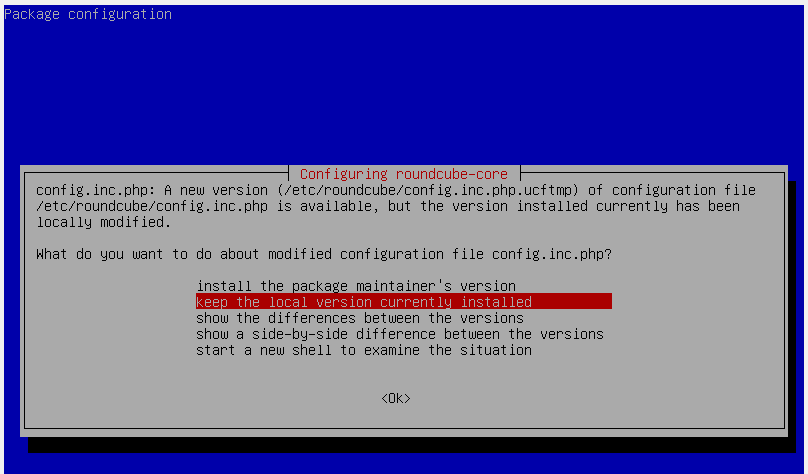 Package configuration
Configuring roundcube-core
config.inc.php: A new version (/etc/roundcube/config.inc.php.ucftmp) of configuration file
/etc/roundcube/config.inc.php is available, but the version installed currently has been
locally modified.
What do you want to do about modified configuration file config.inc.php?
install the package maintainer's version
keep the local version currently installed
show the differences between the versions
show a side-by-side difference between the versions
start a new shell to examine the situation
<Ok>